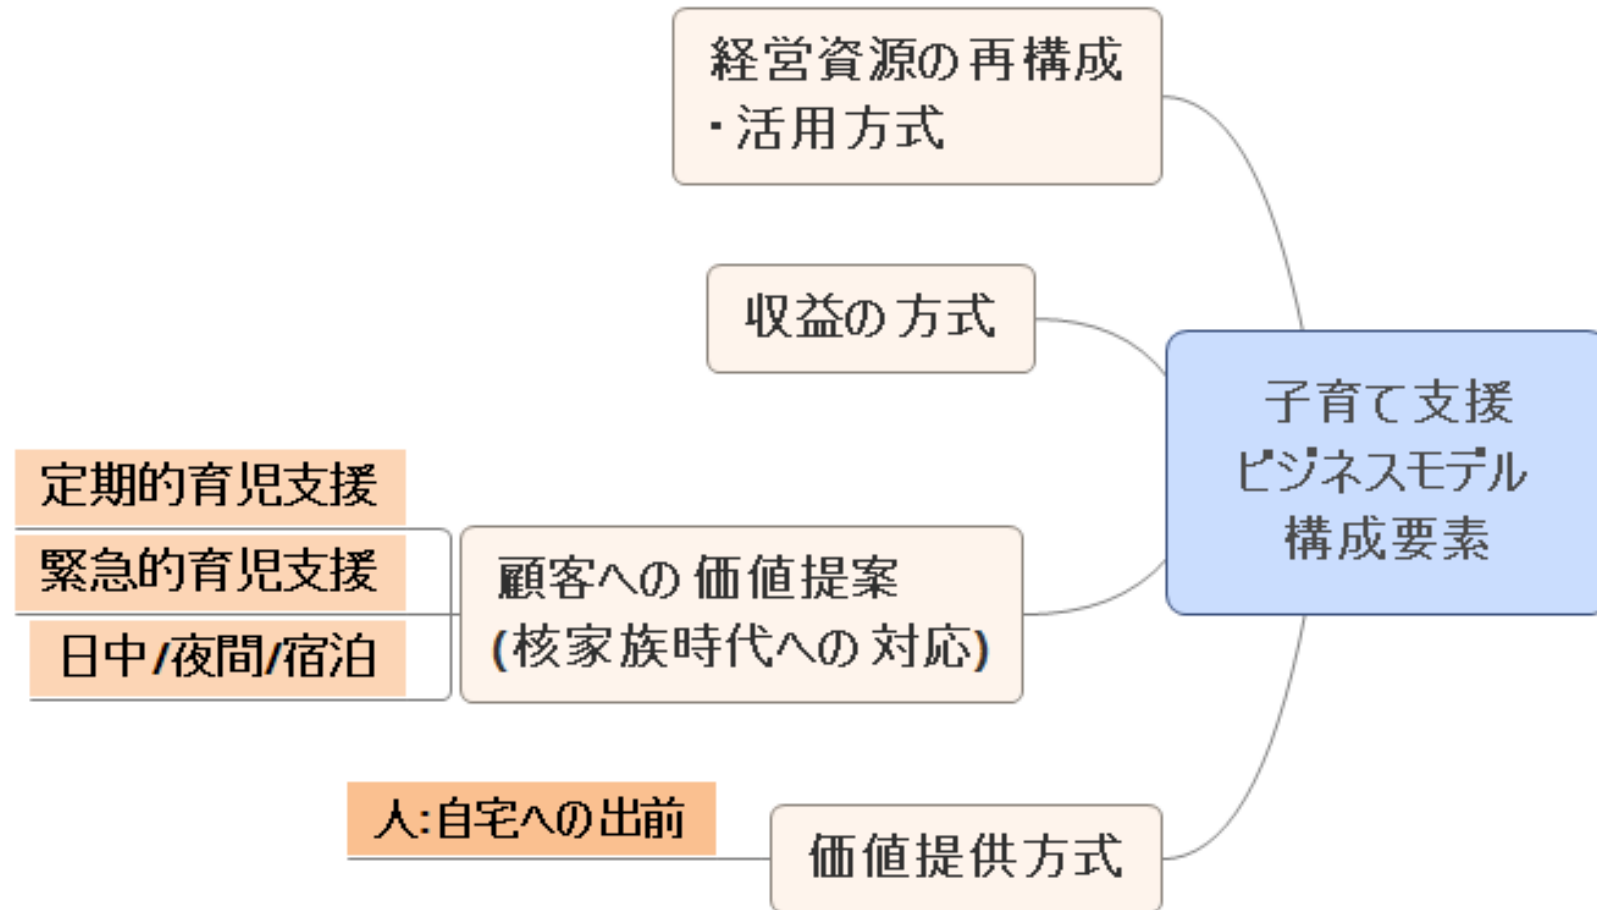 経営資源の再構成
・活用方式
収益の方式
子育て支援
ビジネスモデル
構成要素
定期的育児支援
緊急的育児支援
日中/夜間/宿泊
顧客への価値提案
(核家族時代への対応)
人:自宅への出前
価値提供方式